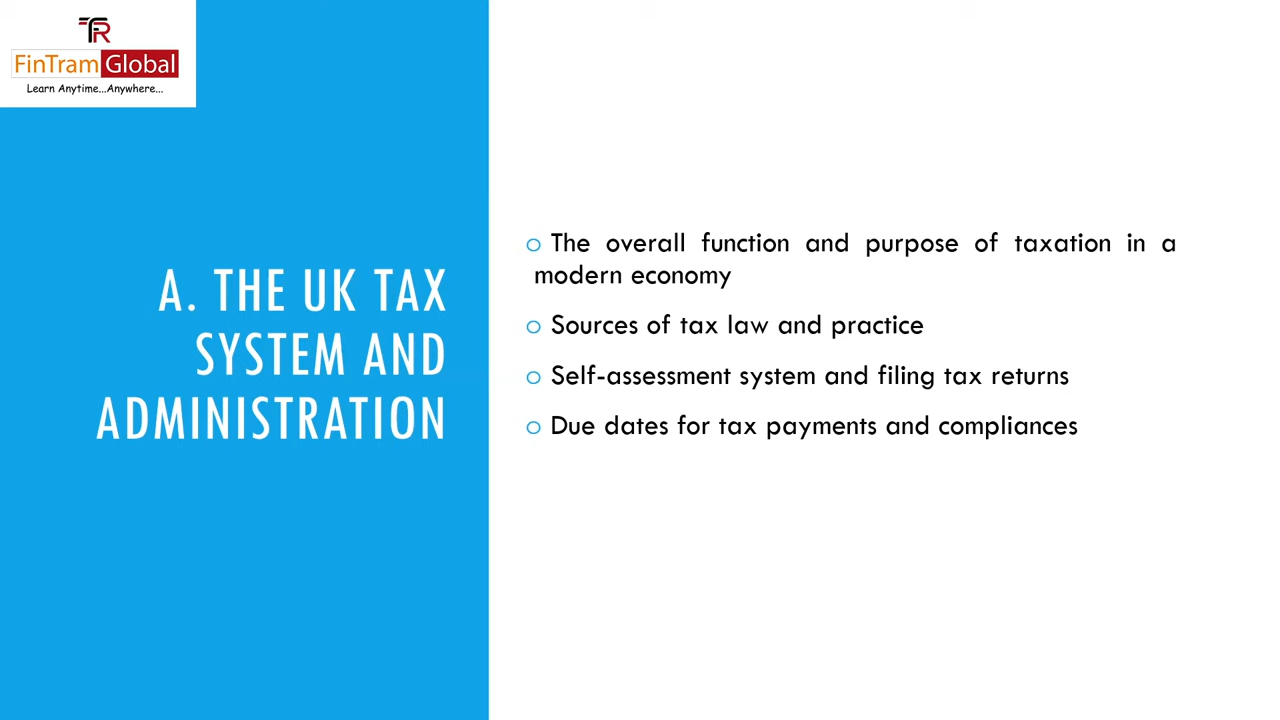 TFR
FinTram Global
Learn Anytime...Anywhere...
A. THE UK TAX
SYSTEM AND
ADMINISTRATION
o The overall function and purpose of taxation in a
modern economy
o Sources of tax law and practice
o Self-assessment system and filing tax returns
o Due dates for tax payments and compliances